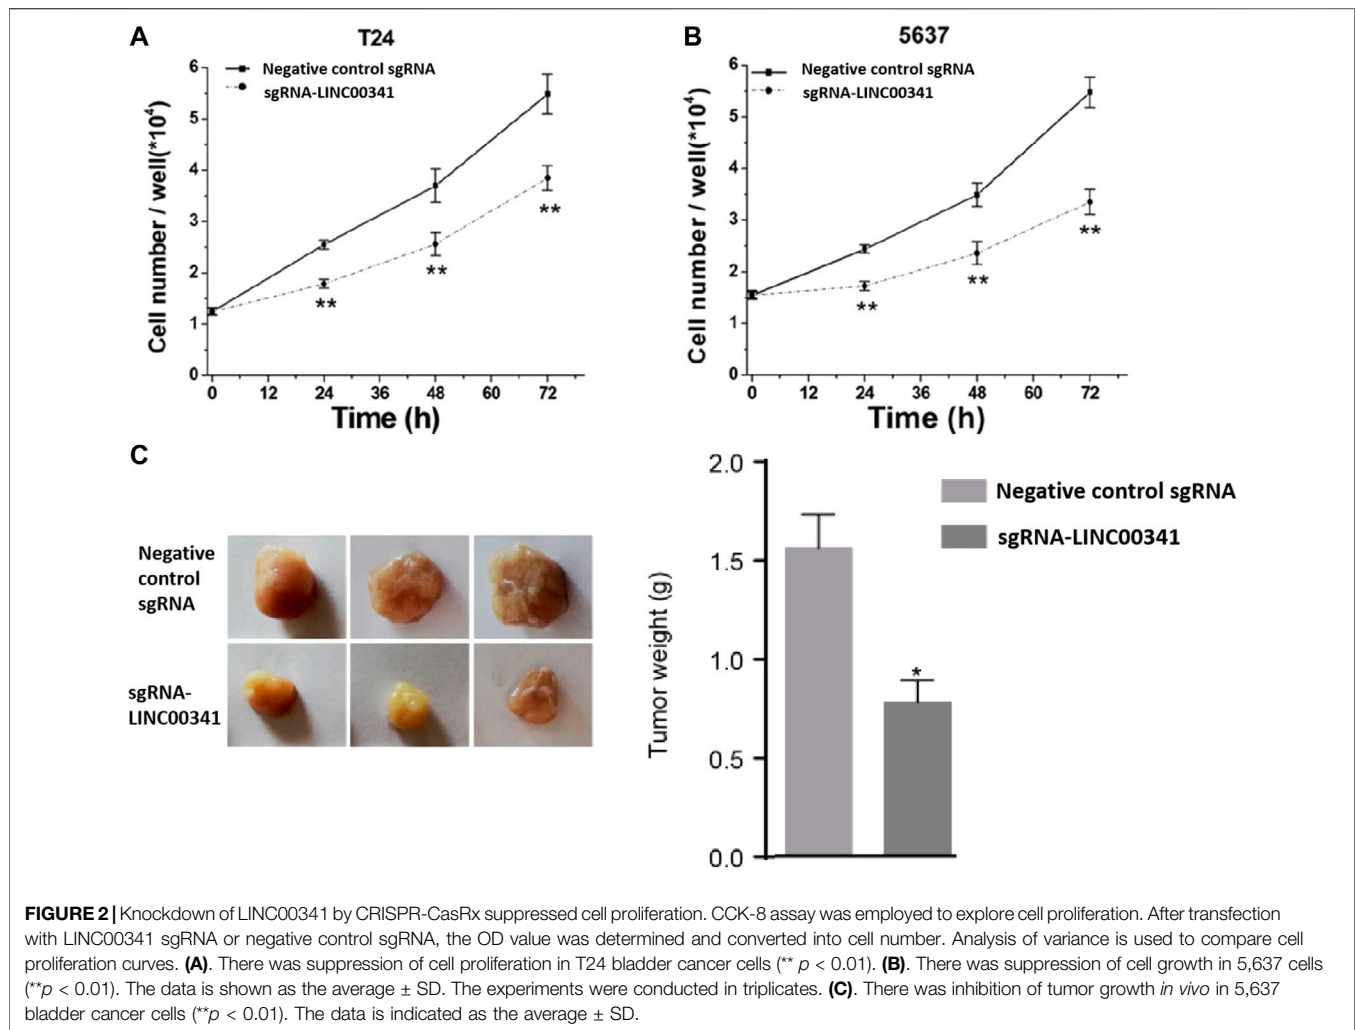 A
T24
Negative control sgRNA
sgRNA-LINC00341
6
5
4
3
2
1
0
Cell number / well(*10⁴)
**
**
**
0 12 24 36 48 60 72
Time (h)
B
5637
Negative control sgRNA
sgRNA-LINC00341
6
5
4
3
2
1
0
Cell number / well(*10⁴)
**
**
**
0 12 24 36 48 60 72
Time (h)
C
Negative
control
sgRNA
sgRNA-
LINC00341
2.0
1.5
1.0
0.5
0.0
Tumor weight (g)
*
Negative control sgRNA
sgRNA-LINC00341
FIGURE 2 | Knockdown of LINC00341 by CRISPR-CasRx suppressed cell proliferation. CCK-8 assay was employed to explore cell proliferation. After transfection
with LINC00341 sgRNA or negative control sgRNA, the OD value was determined and converted into cell number. Analysis of variance is used to compare cell
proliferation curves. (A). There was suppression of cell proliferation in T24 bladder cancer cells (** p < 0.01). (B). There was suppression of cell growth in 5,637 cells
(**p < 0.01). The data is shown as the average ± SD. The experiments were conducted in triplicates. (C). There was inhibition of tumor growth in vivo in 5,637
bladder cancer cells (**p < 0.01). The data is indicated as the average ± SD.